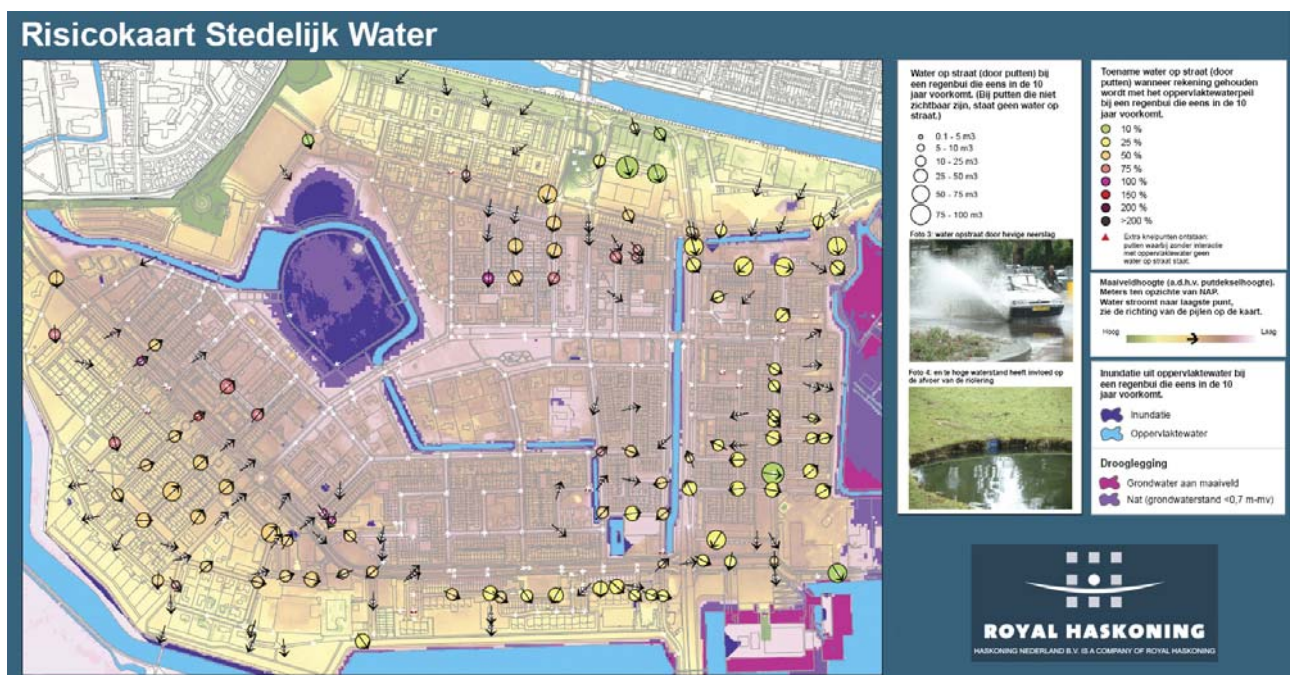 Risicokaart Stedelijk Water
Water op straat (door putten) bij
een regenbui die eens in de 10
jaar voorkomt. (Bij putten die niet
zichtbaar zijn, staat geen water op
straat.)
0.1 - 5 m3
5 - 10 m3
10 - 25 m3
25 - 50 m3
50 - 75 m3
75 - 100 m3
Foto 3: water opstraat door hevige neerslag
Foto 4: en te hoge waterstand heeft invloed op
de afvoer van de riolering
Toename water op straat (door
putten) wanneer rekening gehouden
wordt met het oppervlaktewaterpeil
bij een regenbui die eens in de 10
jaar voorkomt.
10 %
25 %
50 %
75 %
100 %
150 %
200 %
>200 %
Extra knelpunten ontstaan:
putten waarbij zonder interactie
met oppervlaktewater geen
water op straat staat.
Maaiveldhoogte (a.d.h.v. putdekselhoogte).
Meters ten opzichte van NAP.
Water stroomt naar laagste punt,
zie de richting van de pijlen op de kaart.
Hoog
Laag
Inundatie uit oppervlaktewater bij
een regenbui die eens in de 10
jaar voorkomt.
Inundatie
Oppervlaktewater
Drooglegging
Grondwater aan maaiveld
Nat (grondwaterstand <0,7 m-mv)
ROYAL HASKONING
HASKONING NEDERLAND B.V. IS A COMPANY OF ROYAL HASKONING